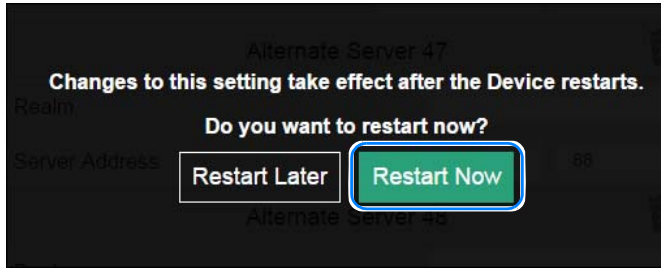 Alternate Server 47
Changes to this setting take effect after the Device restarts.
Realm
Do you want to restart now?
Server Address
88
Restart Later
Restart Now
Alternate Server 48